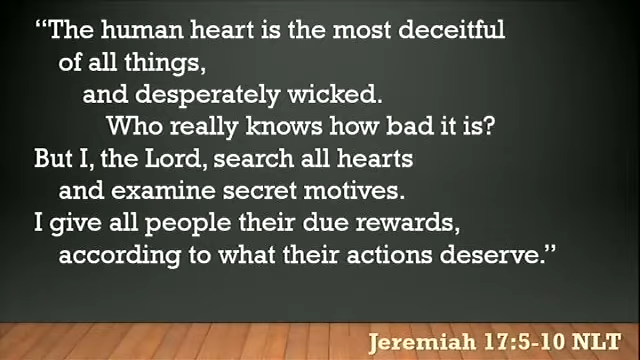 “The human heart is the most deceitful
of all things,
and desperately wicked.
Who really knows how bad it is?
But I, the Lord, search all hearts
and examine secret motives.
I give all people their due rewards,
according to what their actions deserve.”
Jeremiah 17:5-10 NLT